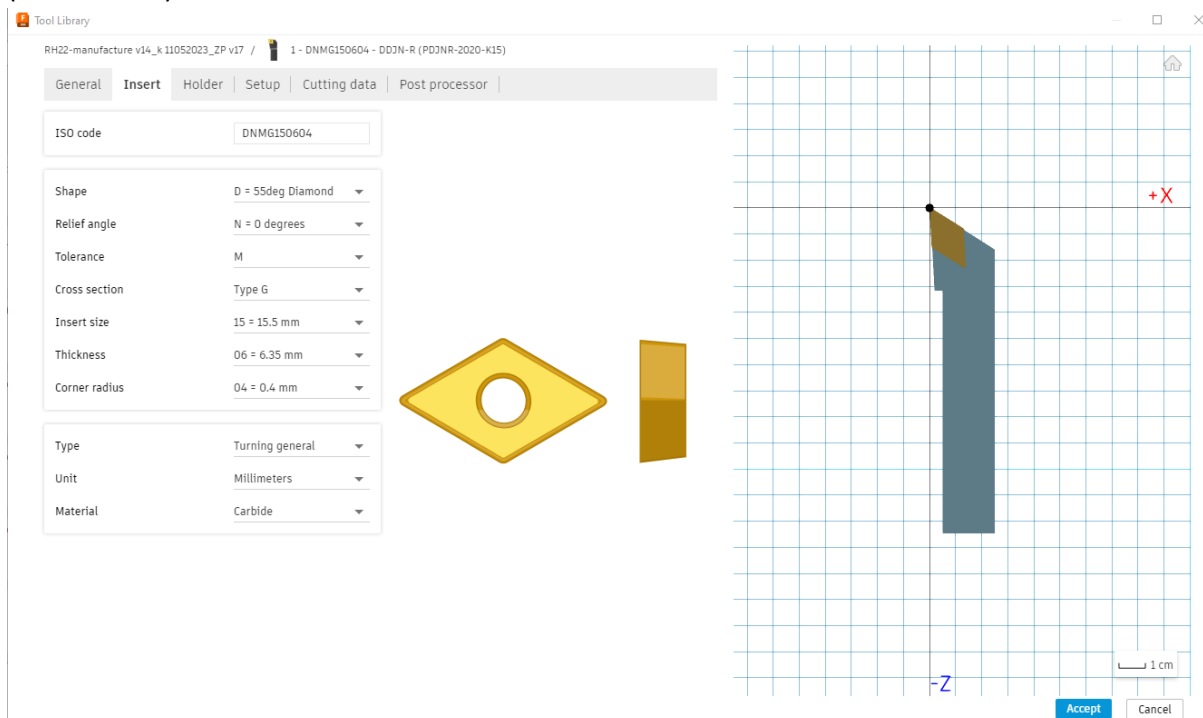 Tool Library
RH22-manufacture v14_k 11052023_ZP v17 / 1 - DNMG150604 - DDJN-R (PDJNR-2020-K15)
General Insert Holder Setup Cutting data Post processor
ISO code DNMG150604
Shape D = 55deg Diamond
Relief angle N = 0 degrees
Tolerance M
Cross section Type G
Insert size 15 = 15.5 mm
Thickness 06 = 6.35 mm
Corner radius 04 = 0.4 mm
Type Turning general
Unit Millimeters
Material Carbide
+X
1 cm
-Z
Accept Cancel